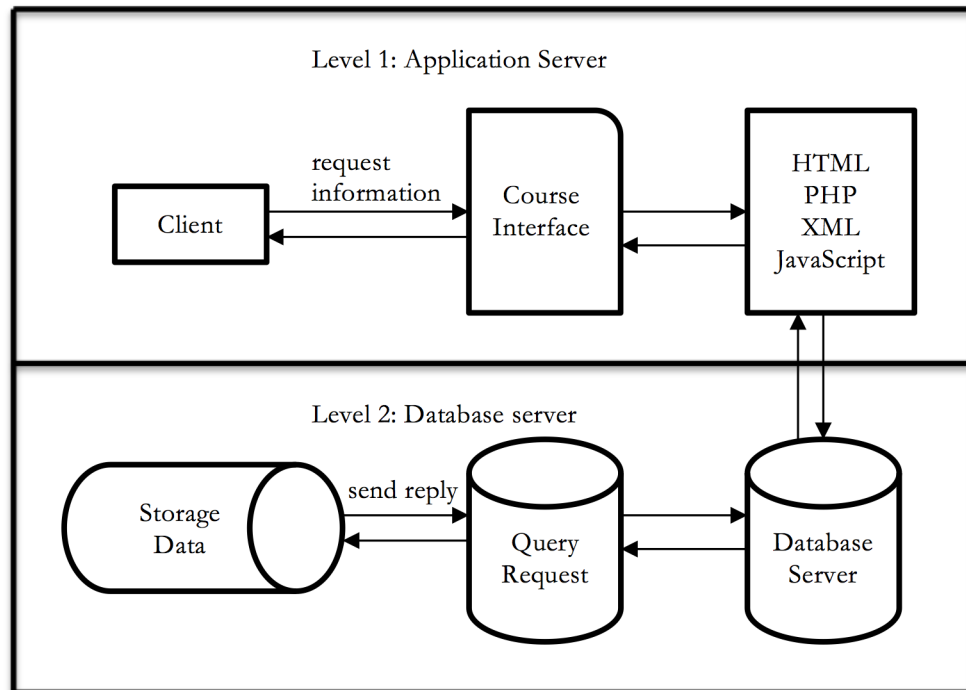 Level 1: Application Server
request
information
Client
Course
Interface
HTML
PHP
XML
JavaScript
Level 2: Database server
Storage
Data
send reply
Query
Request
Database
Server